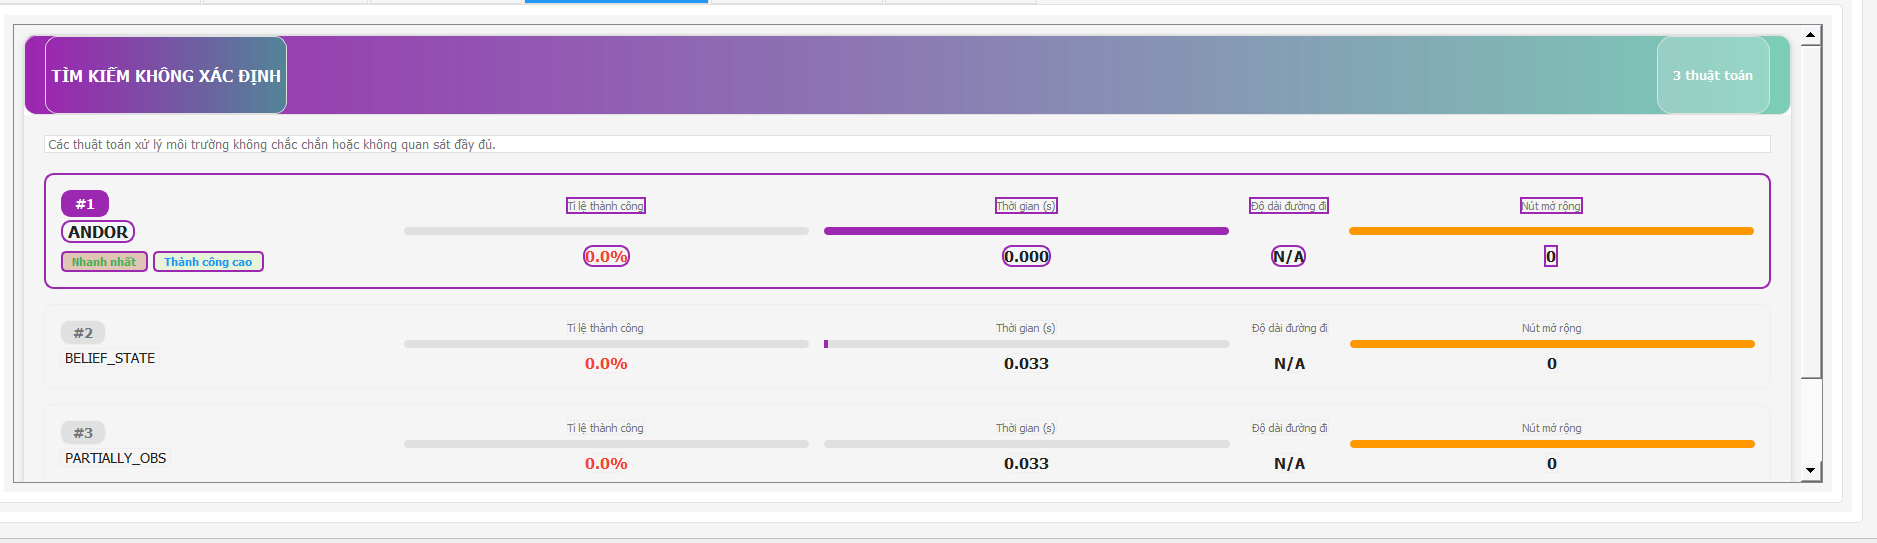 TÌM KIẾM KHÔNG XÁC ĐỊNH
3 thuật toán
Các thuật toán xử lý môi trường không chắc chắn hoặc không quan sát đầy đủ.
#1
ANDOR
Nhanh nhất Thành công cao
Tỉ lệ thành công
0.0%
Thời gian (s)
0.000
Độ dài đường đi
N/A
Nút mở rộng
0
#2
BELIEF_STATE
Tỉ lệ thành công
0.0%
Thời gian (s)
0.033
Độ dài đường đi
N/A
Nút mở rộng
0
#3
PARTIALLY_OBS
Tỉ lệ thành công
0.0%
Thời gian (s)
0.033
Độ dài đường đi
N/A
Nút mở rộng
0